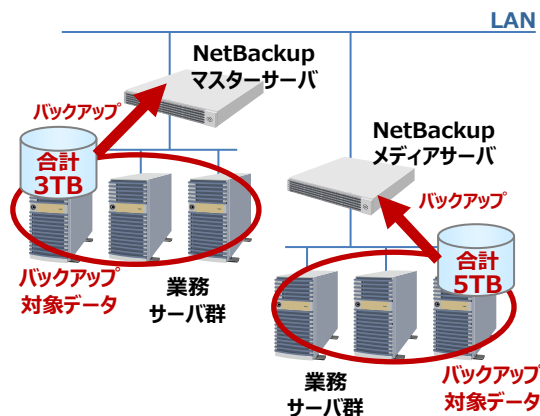 LAN
NetBackup
マスターサーバ
バックアップ
合計
3TB
バックアップ
対象データ
業務
サーバ群
NetBackup
メディアサーバ
バックアップ
合計
5TB
業務
サーバ群
バックアップ
対象データ